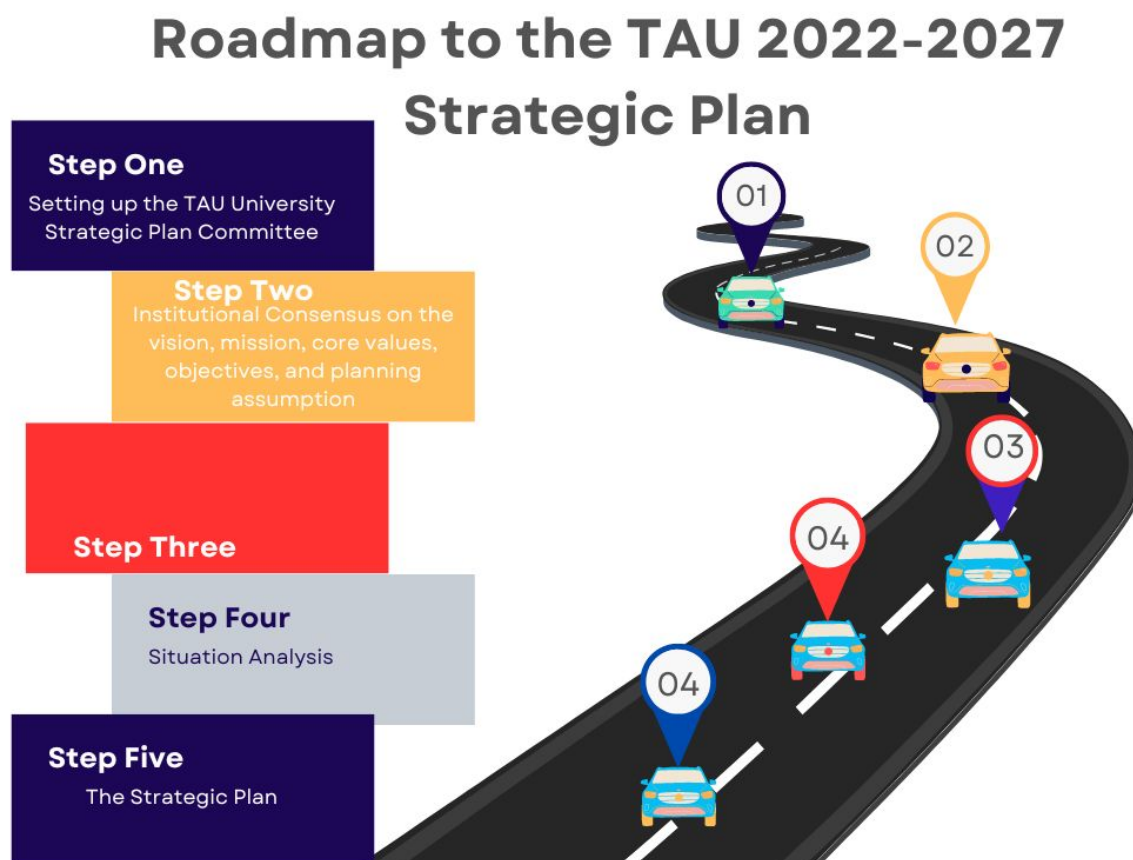 Roadmap to the TAU 2022-2027
Strategic Plan
Step One
Setting up the TAU University
Strategic Plan Committee
Step Two
Institutional Consensus on the
vision, mission, core values,
objectives, and planning
assumption
Step Three
Step Four
Situation Analysis
Step Five
The Strategic Plan
01
02
03
04
04